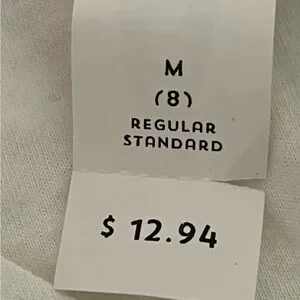 M
(8)
REGULAR
STANDARD
$ 12.94